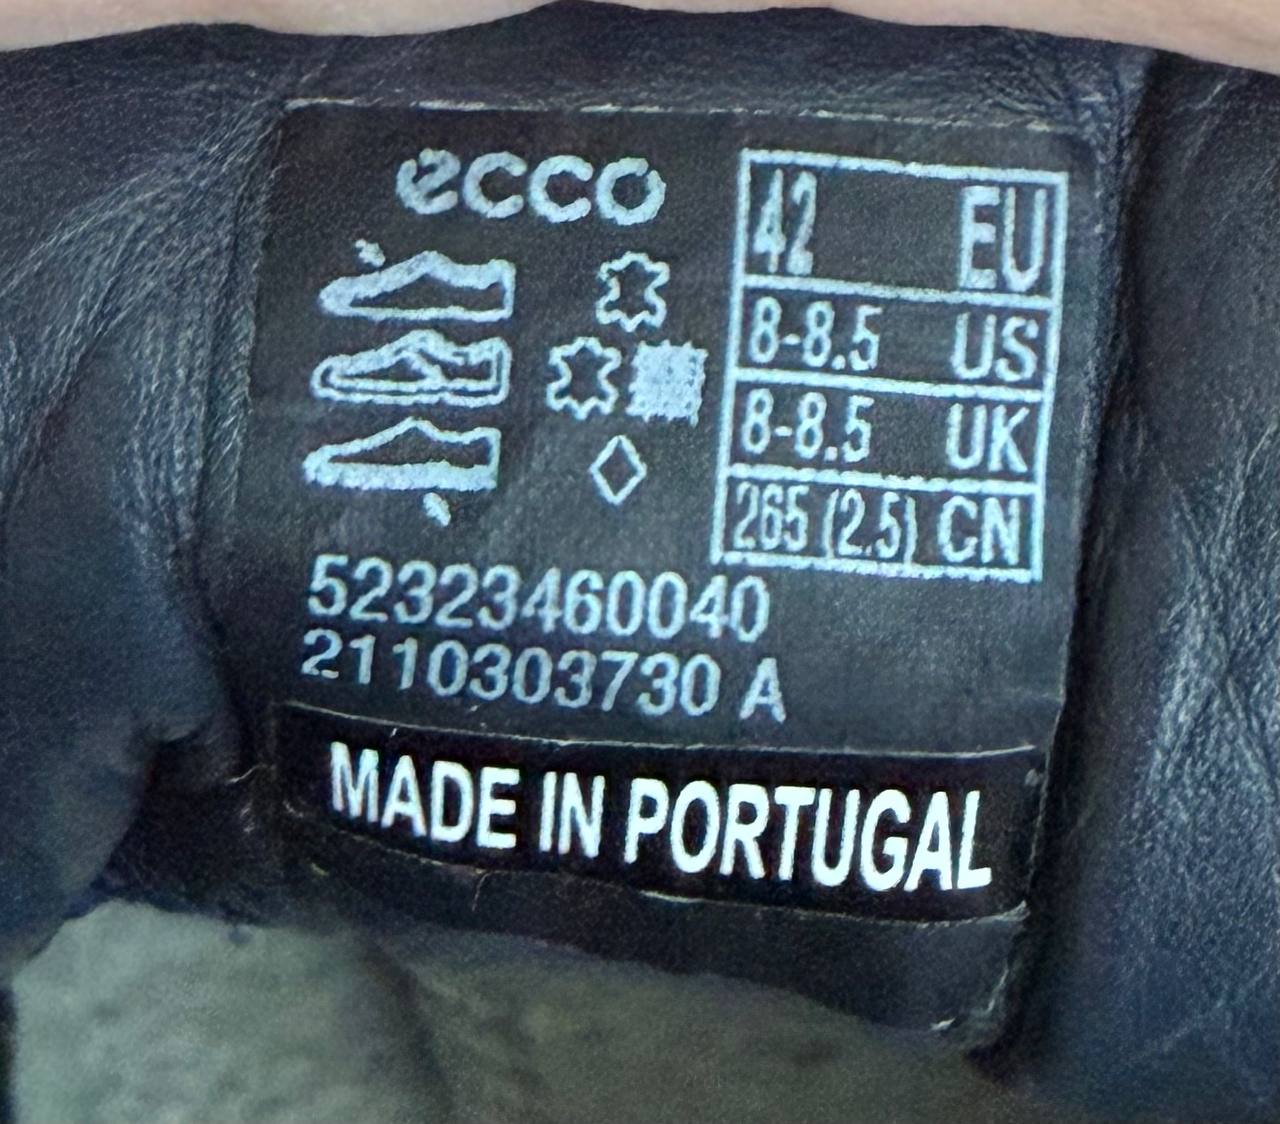 ecco
42 EU
8-8.5 US
8-8.5 UK
265 (2.5) CN
52323460040
2110303730 A
MADE IN PORTUGAL